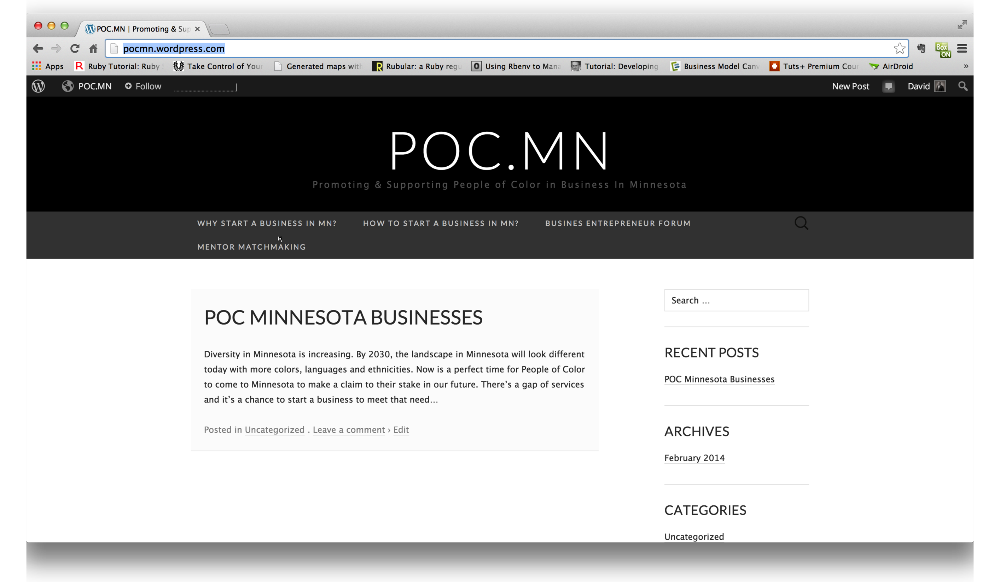 POC.MN | Promoting & Sup
pocmn.wordpress.com
Box ON
Apps Ruby Tutorial: Ruby Take Control of Your Generated maps with Rubular: a Ruby regu Using Rbenv to Mana Tutorial: Developing Business Model Canv Tuts+ Premium Cour AirDroid »
POC.MN Follow New Post David
POC.MN
Promoting & Supporting People of Color in Business In Minnesota
WHY START A BUSINESS IN MN? HOW TO START A BUSINESS IN MN? BUSINES ENTREPRENEUR FORUM
MENTOR MATCHMAKING
POC MINNESOTA BUSINESSES
Diversity in Minnesota is increasing. By 2030, the landscape in Minnesota will look different
today with more colors, languages and ethnicities. Now is a perfect time for People of Color
to come to Minnesota to make a claim to their stake in our future. There’s a gap of services
and it’s a chance to start a business to meet that need...
Posted in Uncategorized . Leave a comment › Edit
Search ...
RECENT POSTS
POC Minnesota Businesses
ARCHIVES
February 2014
CATEGORIES
Uncategorized